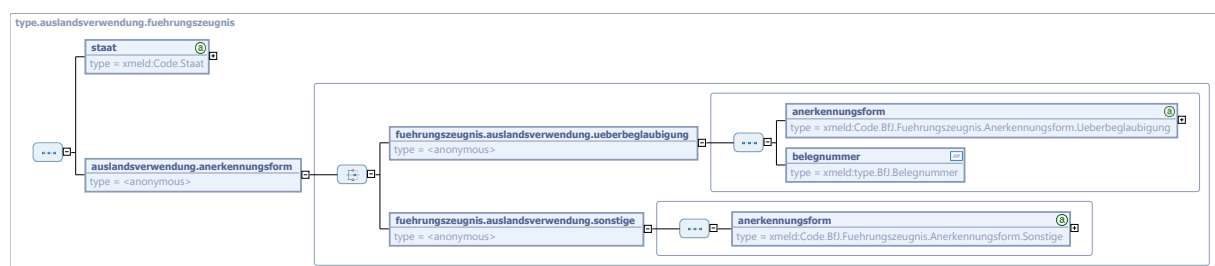 type.auslandsverwendung.fuehrungszeugnis
staat
type = xmeld:Code.Staat
auslandsverwendung.anerkennungsform
type = <anonymous>
fuehrungszeugnis.auslandsverwendung.ueberbeglaubigung
type = <anonymous>
anerkennungsform
type = xmeld:Code.BfJ.Fuehrungszeugnis.Anerkennungsform.Ueberbeglaubigung
belegnummer
type = xmeld:type.BfJ.Belegnummer
fuehrungszeugnis.auslandsverwendung.sonstige
type = <anonymous>
anerkennungsform
type = xmeld:Code.BfJ.Fuehrungszeugnis.Anerkennungsform.Sonstige